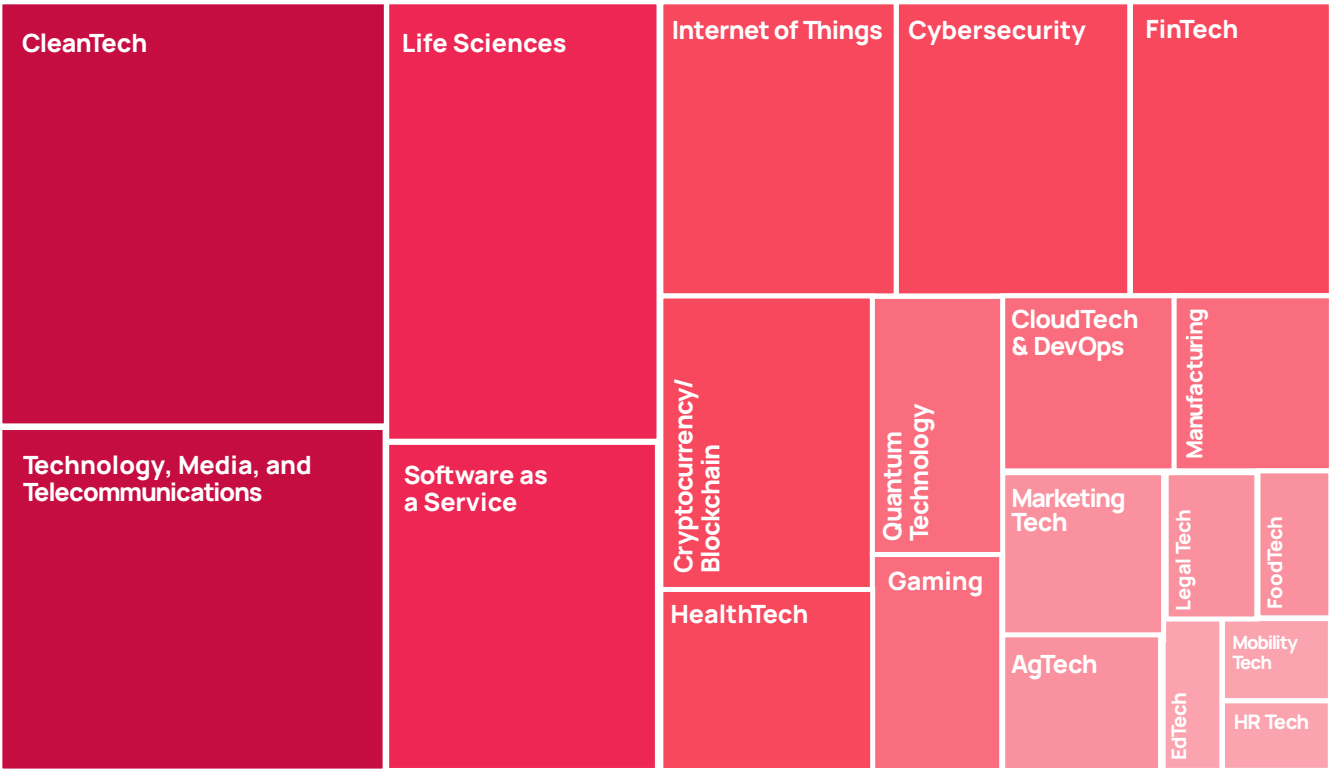 CleanTech
Technology, Media, and
Telecommunications
Life Sciences
Software as
a Service
Internet of Things
Cybersecurity
FinTech
Cryptocurrency/
Blockchain
HealthTech
Quantum
Technology
Gaming
CloudTech
& DevOps
Manufacturing
Marketing
Tech
AgTech
Legal Tech
FoodTech
EdTech
Mobility
Tech
HR Tech